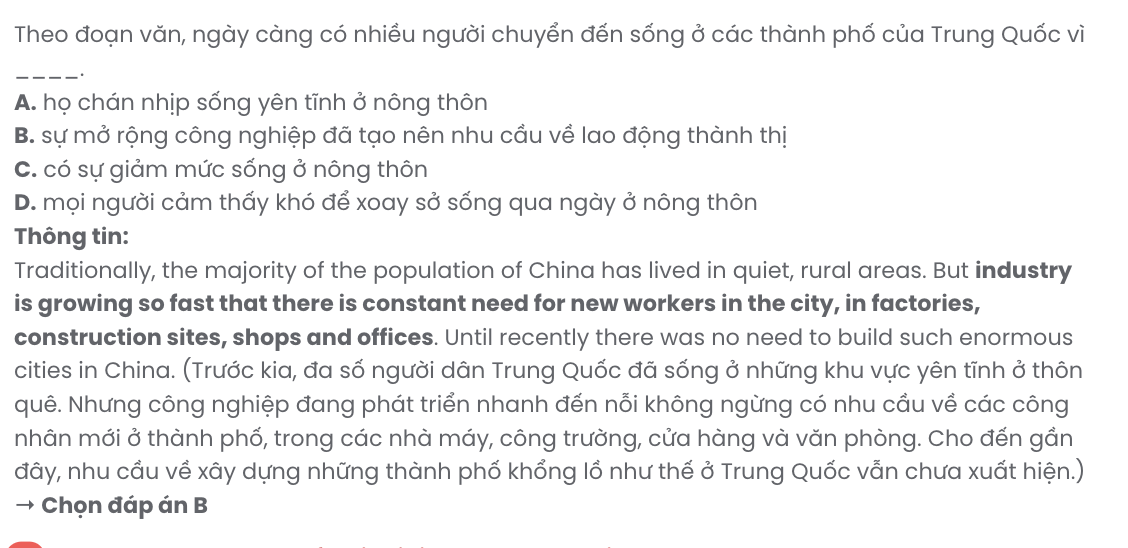 Theo đoạn văn, ngày càng có nhiều người chuyển đến sống ở các thành phố của Trung Quốc vì
____.
A. họ chán nhịp sống yên tĩnh ở nông thôn
B. sự mở rộng công nghiệp đã tạo nên nhu cầu về lao động thành thị
C. có sự giảm mức sống ở nông thôn
D. mọi người cảm thấy khó để xoay sở sống qua ngày ở nông thôn
Thông tin:
Traditionally, the majority of the population of China has lived in quiet, rural areas. But industry
is growing so fast that there is constant need for new workers in the city, in factories,
construction sites, shops and offices. Until recently there was no need to build such enormous
cities in China. (Trước kia, đa số người dân Trung Quốc đã sống ở những khu vực yên tĩnh ở thôn
quê. Nhưng công nghiệp đang phát triển nhanh đến nỗi không ngừng có nhu cầu về các công
nhân mới ở thành phố, trong các nhà máy, công trường, cửa hàng và văn phòng. Cho đến gần
đây, nhu cầu về xây dựng những thành phố khổng lồ như thế ở Trung Quốc vẫn chưa xuất hiện.)
→ Chọn đáp án B